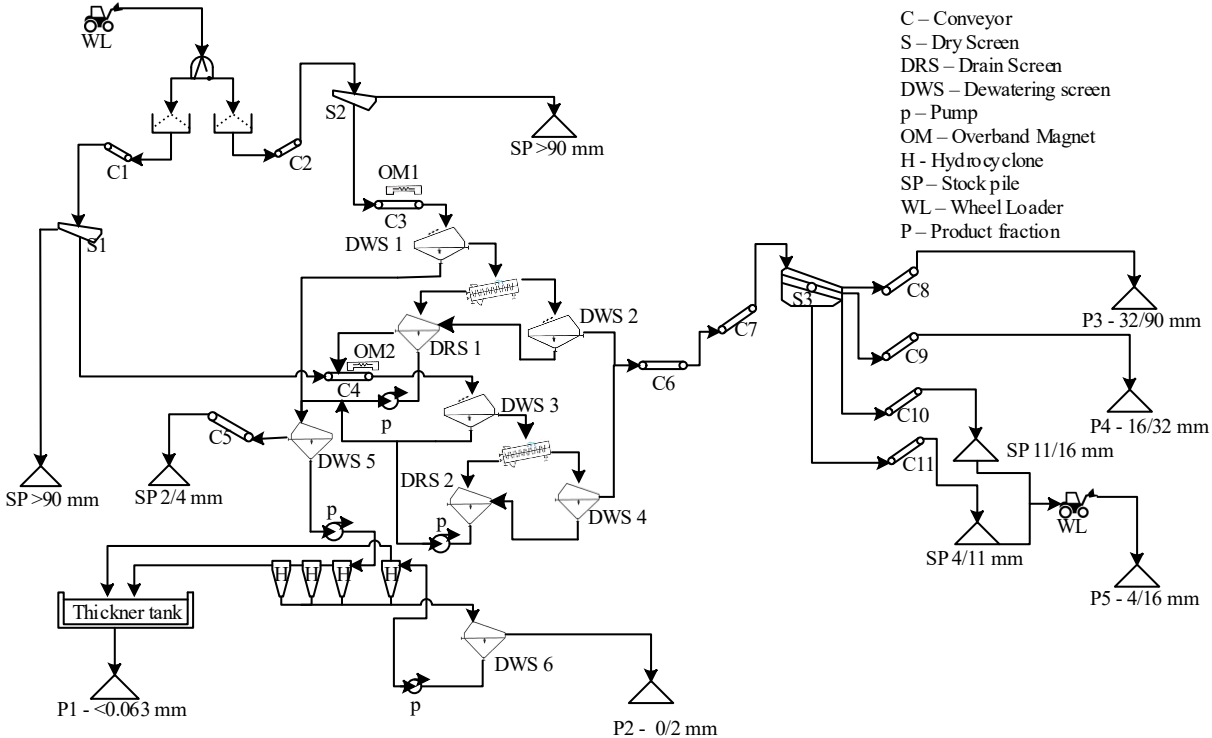 C – Conveyor
S – Dry Screen
DRS – Drain Screen
DWS – Dewatering screen
p – Pump
OM – Overband Magnet
H - Hydrocyclone
SP – Stock pile
WL – Wheel Loader
P – Product fraction
WL
S2
SP >90 mm
C1
C2
OM1
C3
S1
DWS 1
S3
C8
DWS 2
C7
P3 - 32/90 mm
DRS 1
OM2
C9
C4
C6
p
DWS 3
C10
P4 - 16/32 mm
C5
DWS 5
SP 11/16 mm
C11
DRS 2
SP >90 mm
SP 2/4 mm
p
p
DWS 4
WL
SP 4/11 mm
H
H
H
H
P5 - 4/16 mm
Thickner tank
DWS 6
p
P1 - <0.063 mm
P2 - 0/2 mm